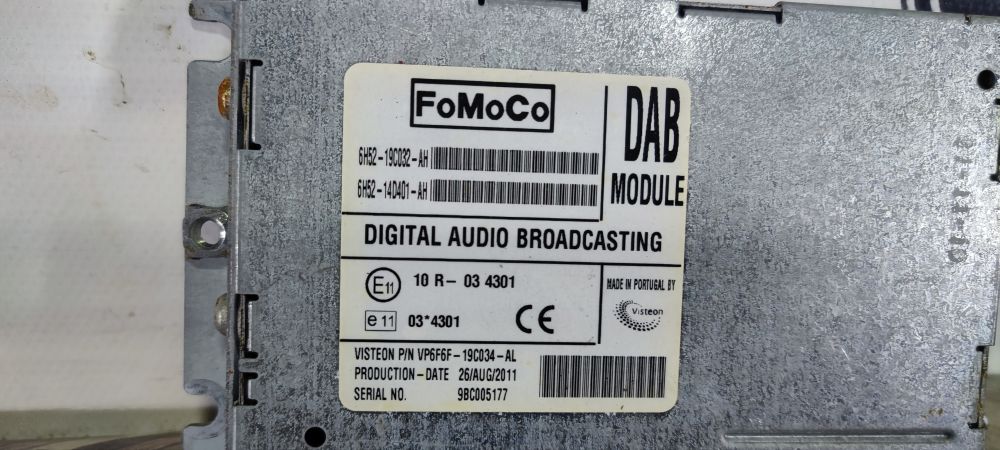 FoMoCo
DAB
MODULE
6H52-19C032-AH
6H52-14D401-AH
DIGITAL AUDIO BROADCASTING
E11 10 R- 03 4301
e 11 03*4301
CE
MADE IN PORTUGAL BY
Visteon
VISTEON P/N VP6F6F-19C034-AL
PRODUCTION-DATE 26/AUG/2011
SERIAL NO. 9BC005177